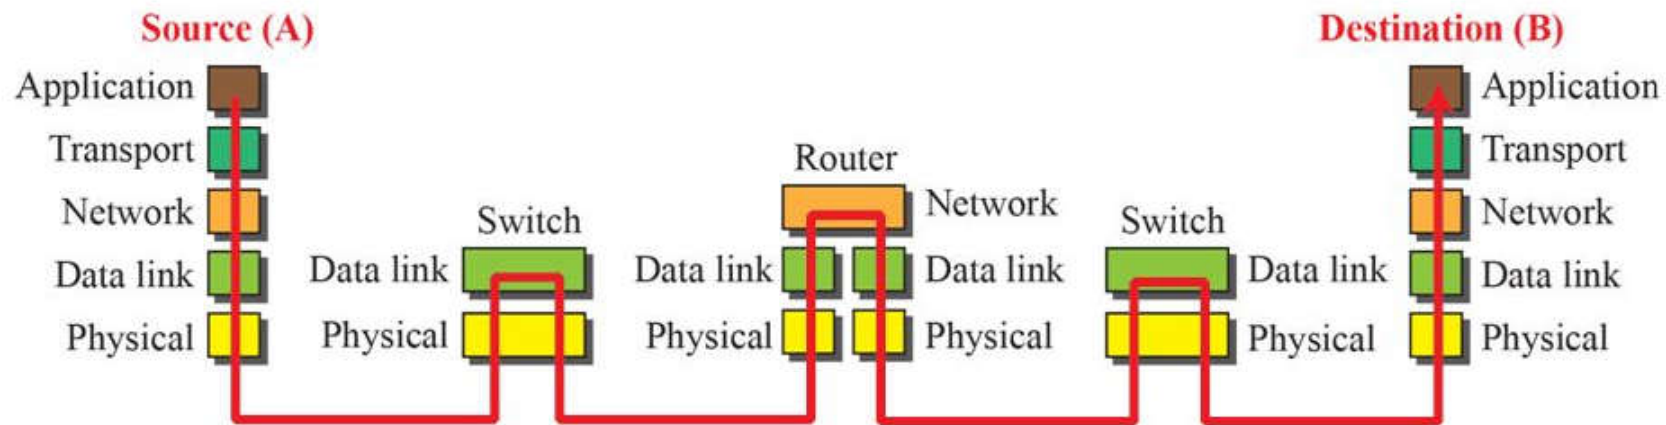 Source (A)
Application
Transport
Network
Data link
Physical
Switch
Data link
Physical
Router
Network
Data link
Data link
Physical
Physical
Switch
Data link
Physical
Destination (B)
Application
Transport
Network
Data link
Physical